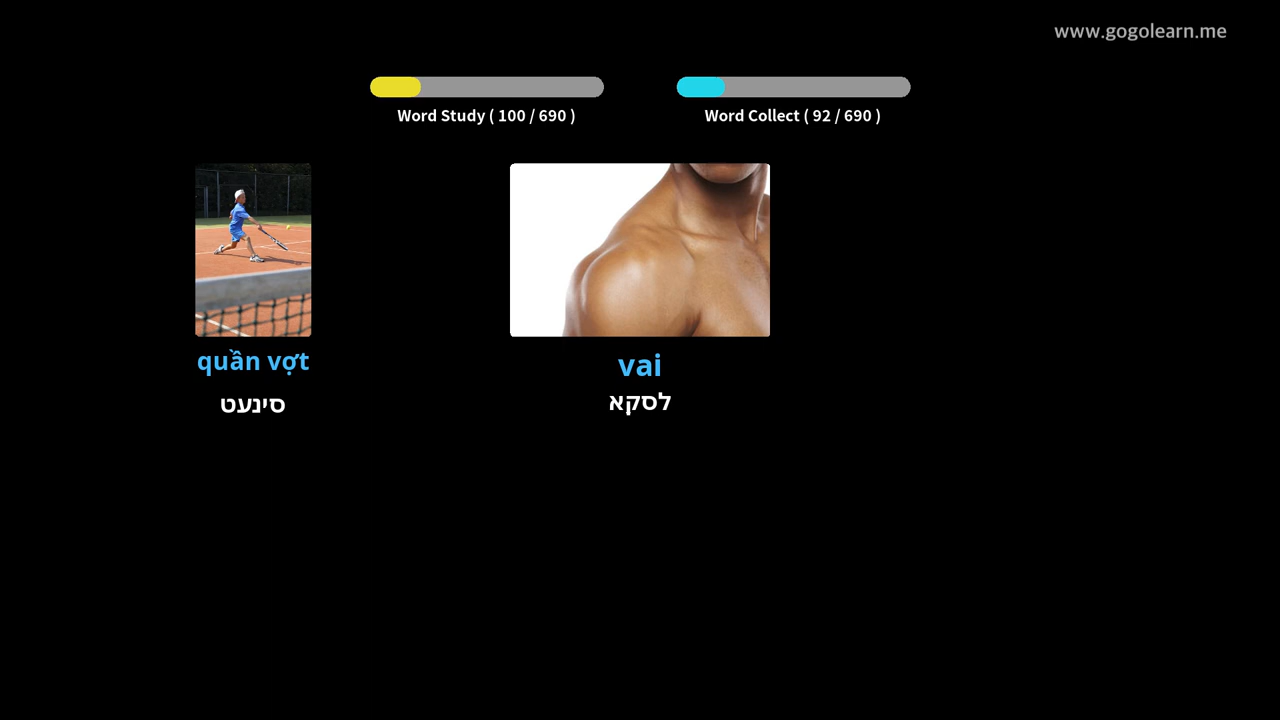 www.gogolearn.me
Word Study ( 100 / 690 )
Word Collect ( 92 / 690 )
quần vợt
סינעט
vai
לסקא